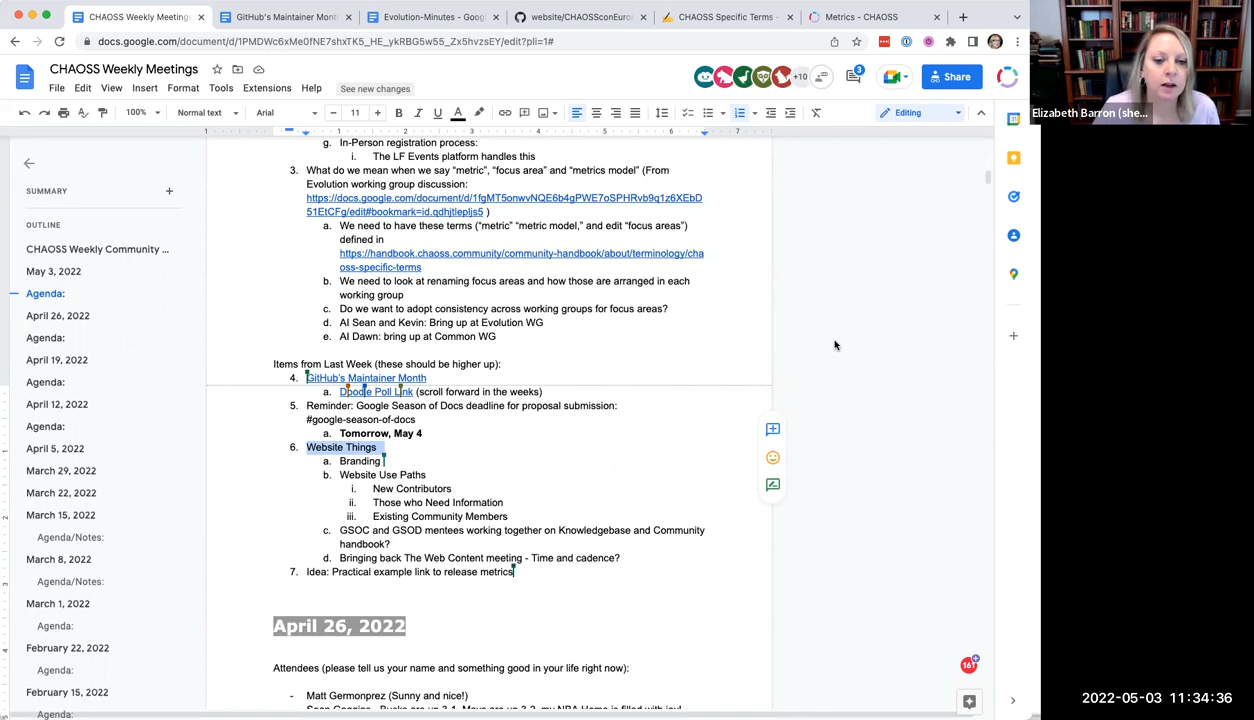 CHAOSS Weekly Meetings
GitHub's Maintainer Mont
Evolution-Minutes - Goog
website/CHAOSSconEuro
CHAOSS Specific Terms -
Metrics - CHAOSS
docs.google.com/document/d/1PMDWc6xMe0fNE7shxTK5_HE_ykRBG5w55_Zx5hvzsEY/edit?pli=1#
CHAOSS Weekly Meetings
File Edit View Insert Format Tools Extensions Help
See new changes
+10
3
Share
100%
Normal text
Arial
11
Editing
Elizabeth Barron (she...
1 1 2 3 4 5 6 7
SUMMARY
OUTLINE
CHAOSS Weekly Community ...
May 3, 2022
Agenda:
April 26, 2022
Agenda:
April 19, 2022
Agenda:
April 12, 2022
Agenda:
April 5, 2022
March 29, 2022
March 22, 2022
March 15, 2022
Agenda/Notes:
March 8, 2022
Agenda/Notes:
March 1, 2022
Agenda:
February 22, 2022
Agenda:
February 15, 2022
Agenda:
g. In-Person registration process:
i. The LF Events platform handles this
3. What do we mean when we say "metric", "focus area" and "metrics model" (From
Evolution working group discussion:
https://docs.google.com/document/d/1fgMT5onwvNQE6b4gPWE7oSPHRvb9q1z6XEbD
51EtCFg/edit#bookmark=id.qdhjtlepljs5 )
a. We need to have these terms ("metric" "metric model," and edit "focus areas")
defined in
https://handbook.chaoss.community/community-handbook/about/terminology/cha
oss-specific-terms
b. We need to look at renaming focus areas and how those are arranged in each
working group
c. Do we want to adopt consistency across working groups for focus areas?
d. AI Sean and Kevin: Bring up at Evolution WG
e. AI Dawn: bring up at Common WG
Items from Last Week (these should be higher up):
4. GitHub's Maintainer Month
a. Doodle Poll Link (scroll forward in the weeks)
5. Reminder: Google Season of Docs deadline for proposal submission:
#google-season-of-docs
a. Tomorrow, May 4
6. Website Things
a. Branding
b. Website Use Paths
i. New Contributors
ii. Those who Need Information
iii. Existing Community Members
c. GSOC and GSOD mentees working together on Knowledgebase and Community
handbook?
d. Bringing back The Web Content meeting - Time and cadence?
7. Idea: Practical example link to release metrics
April 26, 2022
Attendees (please tell us your name and something good in your life right now):
- Matt Germonprez (Sunny and nice!)
161
2022-05-03 11:34:36